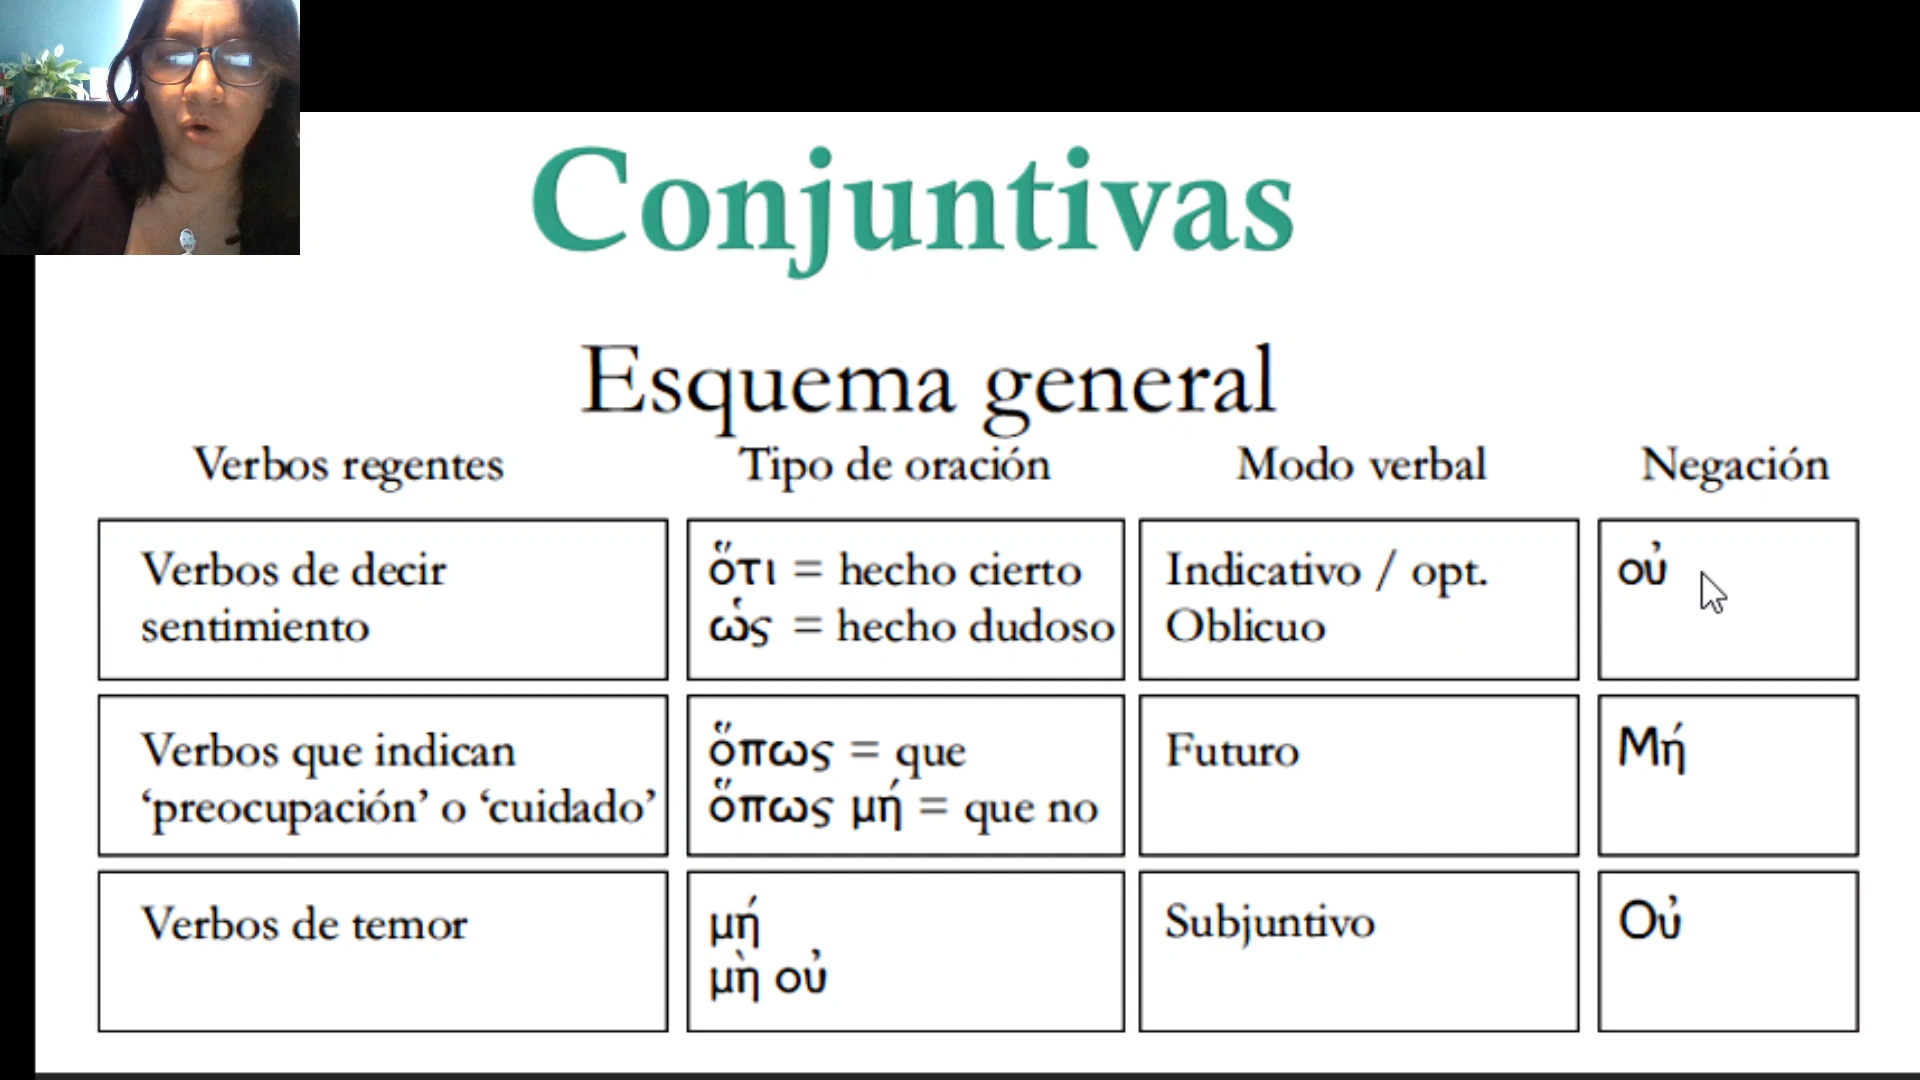 Conjuntivas
Esquema general
Verbos regentes
Tipo de oración
Modo verbal
Negación
Verbos de decir
sentimiento
ὅτι = hecho cierto
ὡς = hecho dudoso
Indicativo / opt.
Oblicuo
οὐ
Verbos que indican
‘preocupación’ o ‘cuidado’
ὅπως = que
ὅπως μή = que no
Futuro
Μή
Verbos de temor
μή
μὴ οὐ
Subjuntivo
Οὐ